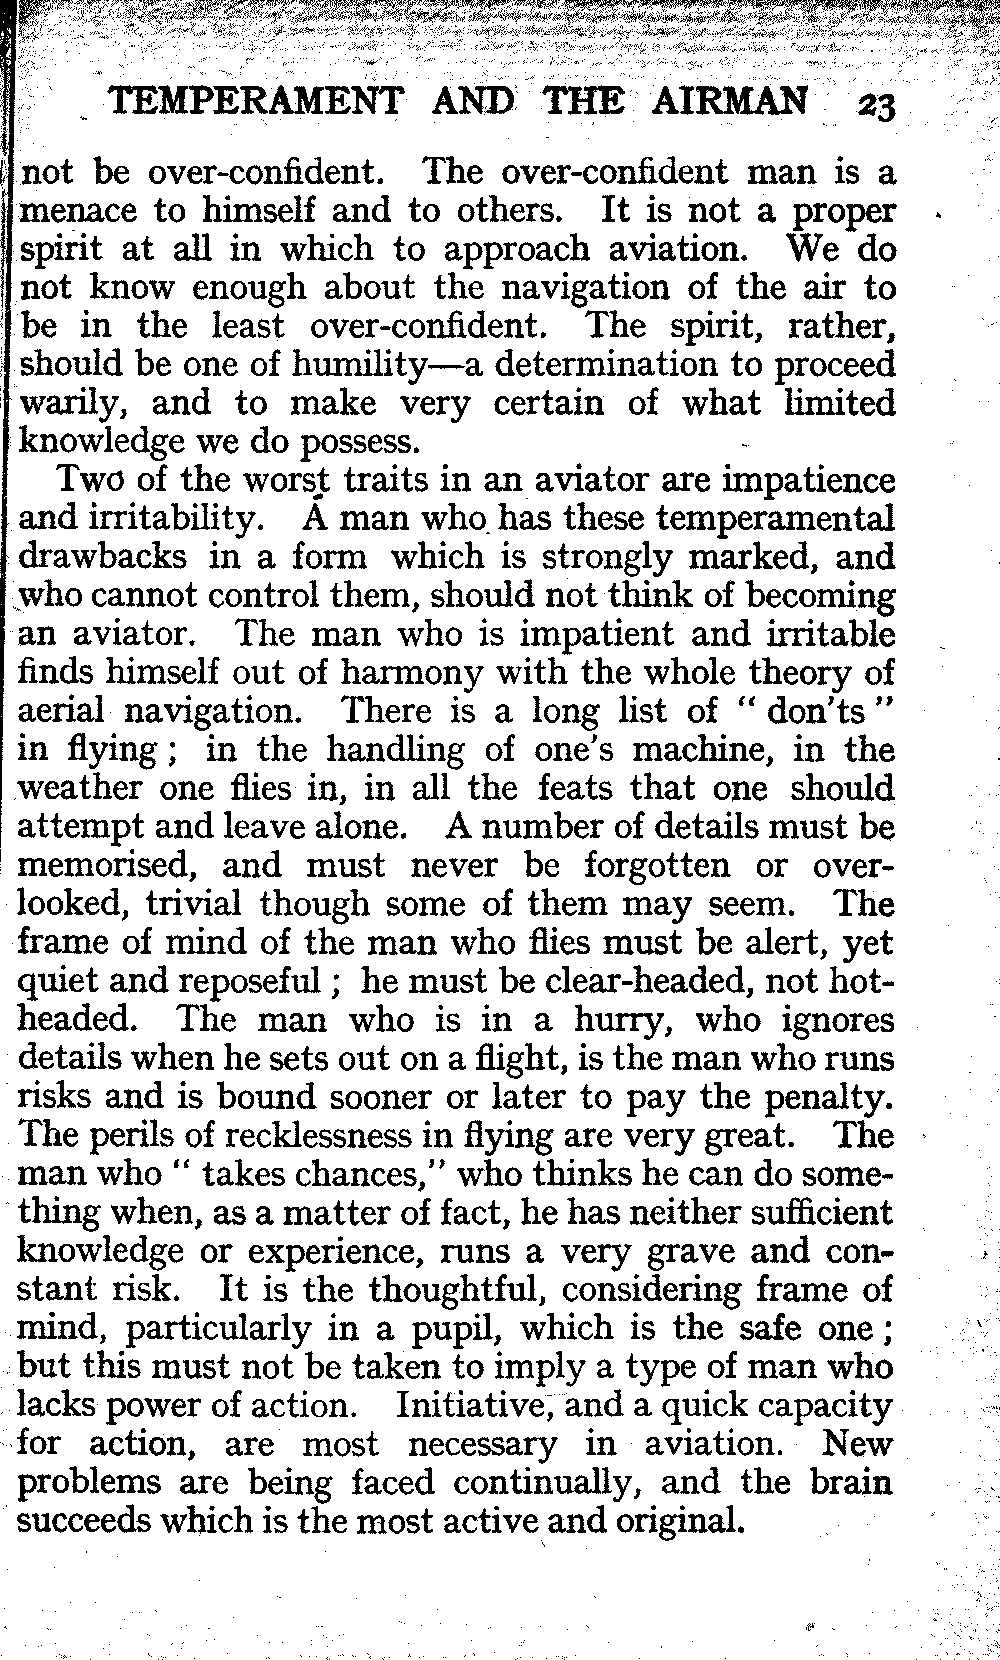 TEMPERAMENT AND THE AIRMAN 23
not be over-confident. The over-confident man is a
menace to himself and to others. It is not a proper
spirit at all in which to approach aviation. We do
not know enough about the navigation of the air to
be in the least over-confident. The spirit, rather,
should be one of humility—a determination to proceed
warily, and to make very certain of what limited
knowledge we do possess.
Two of the worst traits in an aviator are impatience
and irritability. A man who has these temperamental
drawbacks in a form which is strongly marked, and
who cannot control them, should not think of becoming
an aviator. The man who is impatient and irritable
finds himself out of harmony with the whole theory of
aerial navigation. There is a long list of " don'ts "
in flying ; in the handling of one's machine, in the
weather one flies in, in all the feats that one should
attempt and leave alone. A number of details must be
memorised, and must never be forgotten or over-
looked, trivial though some of them may seem. The
frame of mind of the man who flies must be alert, yet
quiet and reposeful ; he must be clear-headed, not hot-
headed. The man who is in a hurry, who ignores
details when he sets out on a flight, is the man who runs
risks and is bound sooner or later to pay the penalty.
The perils of recklessness in flying are very great. The
man who " takes chances," who thinks he can do some-
thing when, as a matter of fact, he has neither sufficient
knowledge or experience, runs a very grave and con-
stant risk. It is the thoughtful, considering frame of
mind, particularly in a pupil, which is the safe one ;
but this must not be taken to imply a type of man who
lacks power of action. Initiative, and a quick capacity
for action, are most necessary in aviation. New
problems are being faced continually, and the brain
succeeds which is the most active and original.